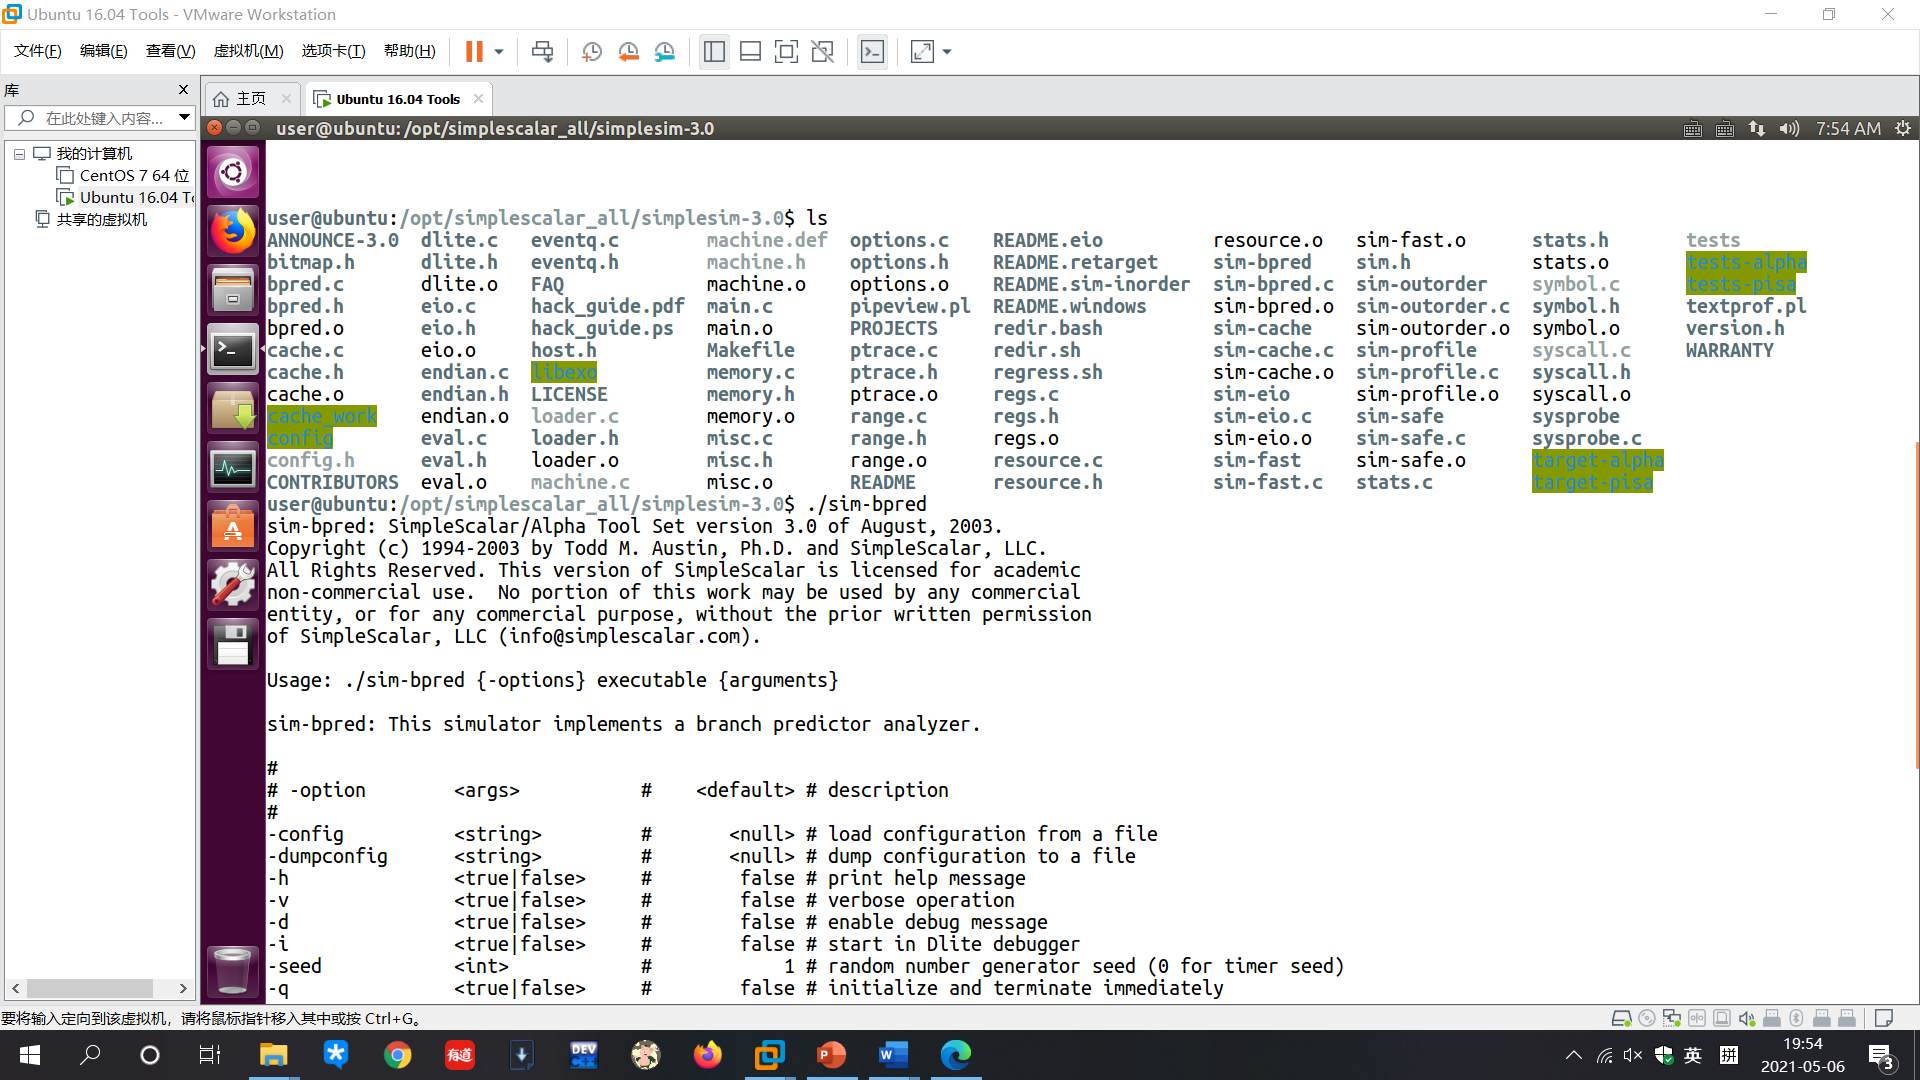 Ubuntu 16.04 Tools - VMware Workstation
文件(F) 编辑(E) 查看(V) 虚拟机(M) 选项卡(T) 帮助(H)
库
在此处键入内容...
我的计算机
CentOS 7 64 位
Ubuntu 16.04 To
共享的虚拟机
主页 Ubuntu 16.04 Tools
user@ubuntu:/opt/simplescalar_all/simplesim-3.0 7:54 AM
user@ubuntu:/opt/simplescalar_all/simplesim-3.0$ ls
ANNOUNCE-3.0 dlite.c eventq.c machine.def options.c README.eio resource.o sim-fast.o stats.h tests
bitmap.h dlite.h eventq.h machine.h options.h README.retarget sim-bpred sim.h stats.o tests-alpha
bpred.c dlite.o FAQ machine.o options.o README.sim-inorder sim-bpred.c sim-outorder symbol.c tests-pisa
bpred.h eio.c hack_guide.pdf main.c pipeview.pl README.windows sim-bpred.o sim-outorder.c symbol.h textprof.pl
bpred.o eio.h hack_guide.ps main.o PROJECTS redir.bash sim-cache sim-outorder.o symbol.o version.h
cache.c eio.o host.h Makefile ptrace.c redir.sh sim-cache.c sim-profile syscall.c WARRANTY
cache.h endian.c libexo memory.c ptrace.h regress.sh sim-cache.o sim-profile.c syscall.h
cache.o endian.h LICENSE memory.h ptrace.o regs.c sim-eio sim-profile.o syscall.o
cache_work endian.o loader.c memory.o range.c regs.h sim-eio.c sim-safe sysprobe
config eval.c loader.h misc.c range.h regs.o sim-eio.o sim-safe.c sysprobe.c
config.h eval.h loader.o misc.h range.o resource.c sim-fast sim-safe.o target-alpha
CONTRIBUTORS eval.o machine.c misc.o README resource.h sim-fast.c stats.c target-pisa
user@ubuntu:/opt/simplescalar_all/simplesim-3.0$ ./sim-bpred
sim-bpred: SimpleScalar/Alpha Tool Set version 3.0 of August, 2003.
Copyright (c) 1994-2003 by Todd M. Austin, Ph.D. and SimpleScalar, LLC.
All Rights Reserved. This version of SimpleScalar is licensed for academic
non-commercial use.  No portion of this work may be used by any commercial
entity, or for any commercial purpose, without the prior written permission
of SimpleScalar, LLC (info@simplescalar.com).
Usage: ./sim-bpred {-options} executable {arguments}
sim-bpred: This simulator implements a branch predictor analyzer.
#
# -option <args> # <default> # description
#
-config <string> # <null> # load configuration from a file
-dumpconfig <string> # <null> # dump configuration to a file
-h <true|false> # false # print help message
-v <true|false> # false # verbose operation
-d <true|false> # false # enable debug message
-i <true|false> # false # start in Dlite debugger
-seed <int> # 1 # random number generator seed (0 for timer seed)
-q <true|false> # false # initialize and terminate immediately
要将输入定向到该虚拟机，请将鼠标指针移入其中或按 Ctrl+G。
有道 DEV C++ P W 英 拼
19:54
2021-05-06
3